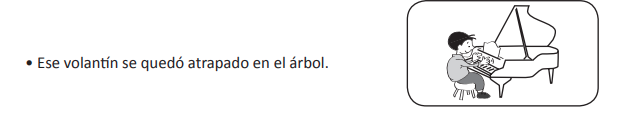 • Ese volantín se quedó atrapado en el árbol.